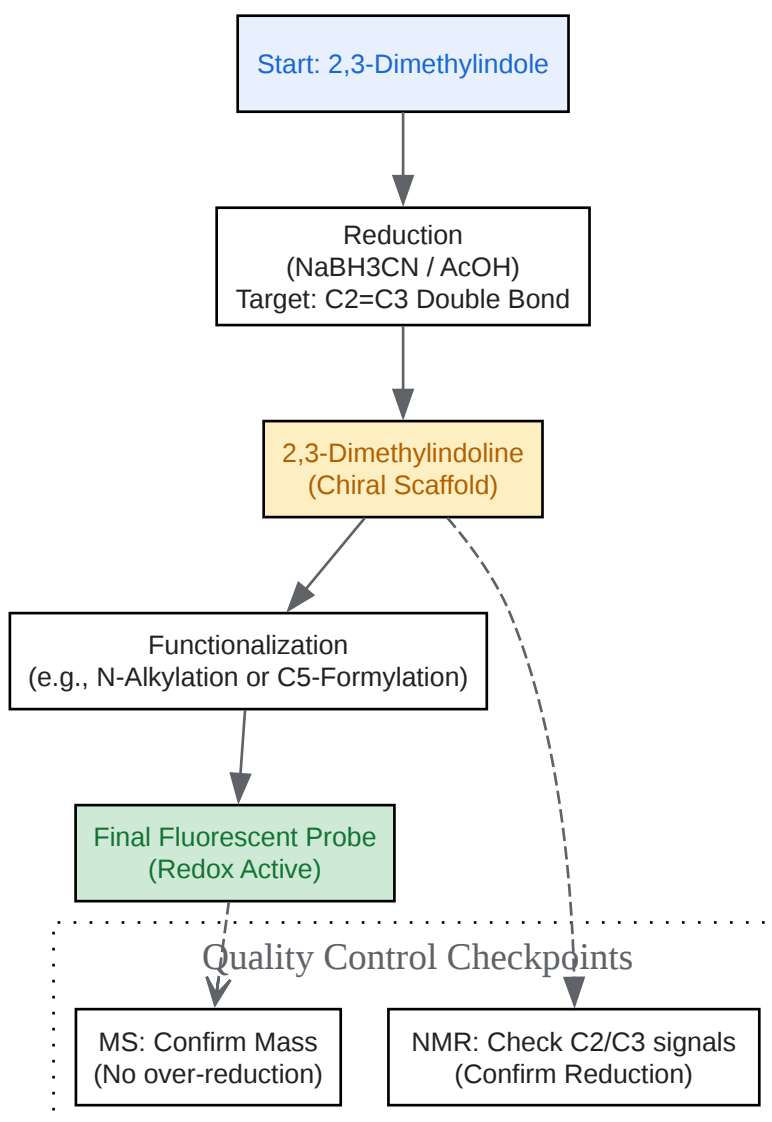 Start: 2,3-Dimethylindole
Reduction
(NaBH3CN / AcOH)
Target: C2=C3 Double Bond
2,3-Dimethylindoline
(Chiral Scaffold)
Functionalization
(e.g., N-Alkylation or C5-Formylation)
Final Fluorescent Probe
(Redox Active)
Quality Control Checkpoints
MS: Confirm Mass
(No over-reduction)
NMR: Check C2/C3 signals
(Confirm Reduction)